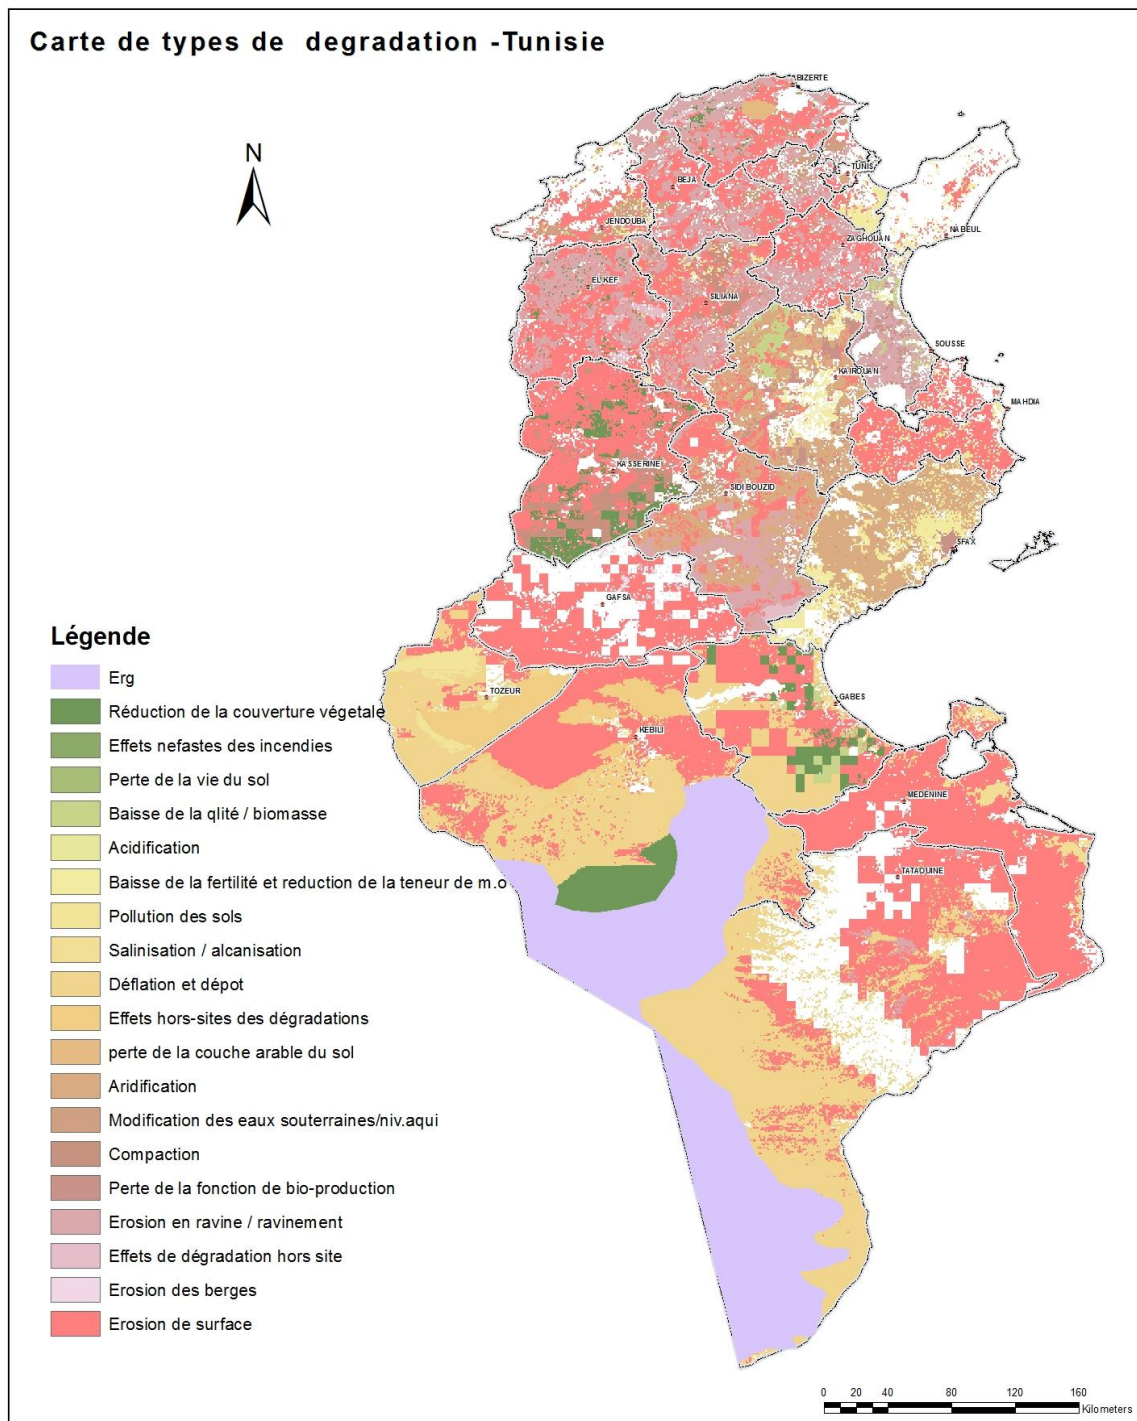 Carte de types de degradation -Tunisie
BIZERTE
N
TUNIS
BEJA
JENDOUBA
NABEUL
ZAGHOUAN
EL KEF
SILIANA
SOUSSE
KAIROUAN
MAHDIA
KASSERINE
SIDI BOUZID
SFAX
GAFSA
TOZEUR
GABES
KEBILI
MEDENINE
TATAOUINE
Légende
Erg
Réduction de la couverture végetale
Effets nefastes des incendies
Perte de la vie du sol
Baisse de la qlité / biomasse
Acidification
Baisse de la fertilité et reduction de la teneur de m.o
Pollution des sols
Salinisation / alcanisation
Déflation et dépot
Effets hors-sites des dégradations
perte de la couche arable du sol
Aridification
Modification des eaux souterraines/niv.aqui
Compaction
Perte de la fonction de bio-production
Erosion en ravine / ravinement
Effets de dégradation hors site
Erosion des berges
Erosion de surface
0 20 40 80 120 160
Kilometers